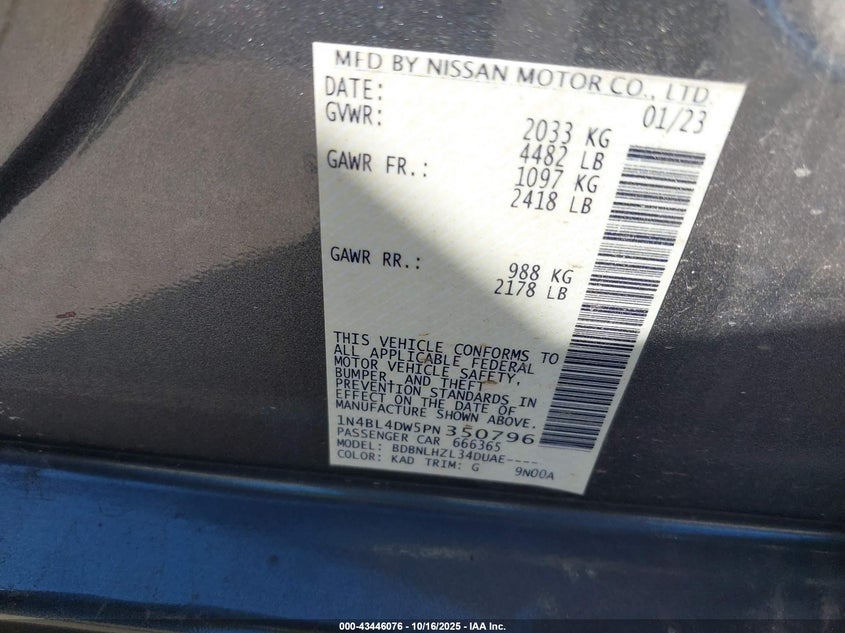 MFD BY NISSAN MOTOR CO., LTD.
DATE: 01/23
GVWR: 2033 KG
4482 LB
GAWR FR.: 1097 KG
2418 LB
GAWR RR.: 988 KG
2178 LB
THIS VEHICLE CONFORMS TO
ALL APPLICABLE FEDERAL
MOTOR VEHICLE SAFETY,
BUMPER, AND THEFT
PREVENTION STANDARDS IN
EFFECT ON THE DATE OF
MANUFACTURE SHOWN ABOVE.
1N4BL4DW5PN350796
PASSENGER CAR 666365
MODEL: BDBNLHZL34DUAE----
COLOR: KAD TRIM: G 9N00A
000-43446076 - 10/16/2025 - IAA Inc.